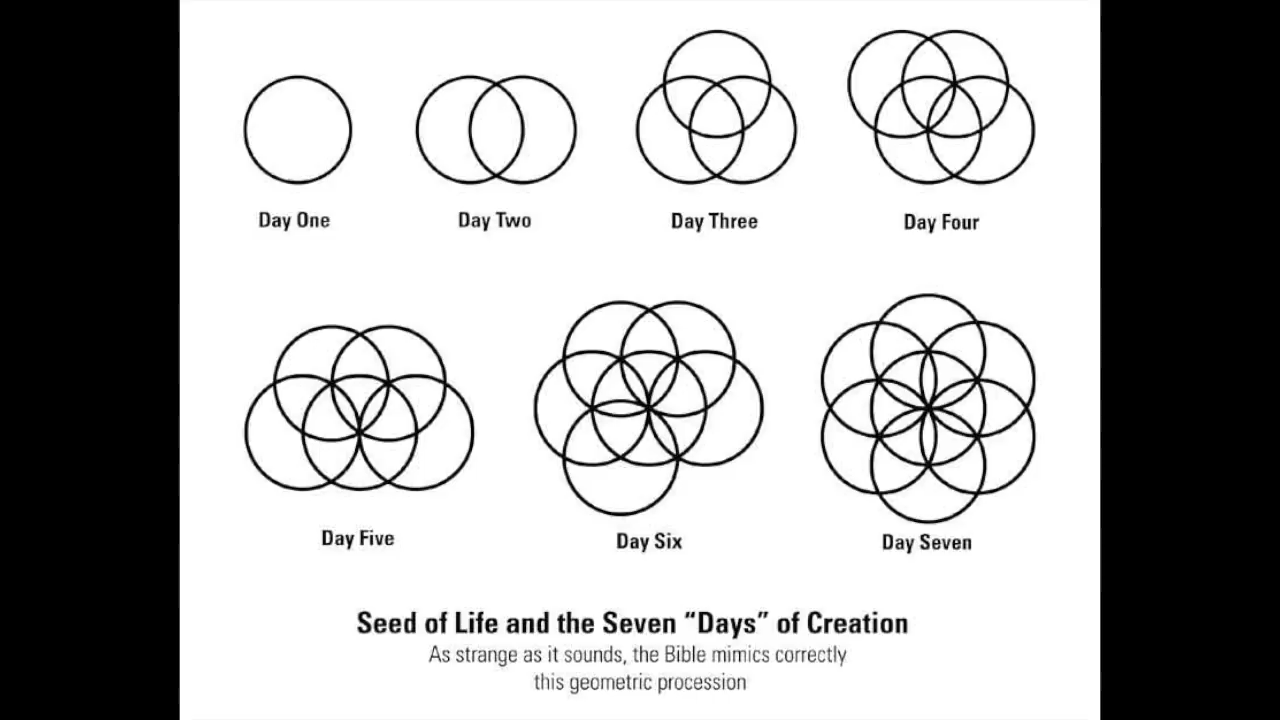 Day One
Day Two
Day Three
Day Four
Day Five
Day Six
Day Seven
Seed of Life and the Seven “Days” of Creation
As strange as it sounds, the Bible mimics correctly
this geometric procession